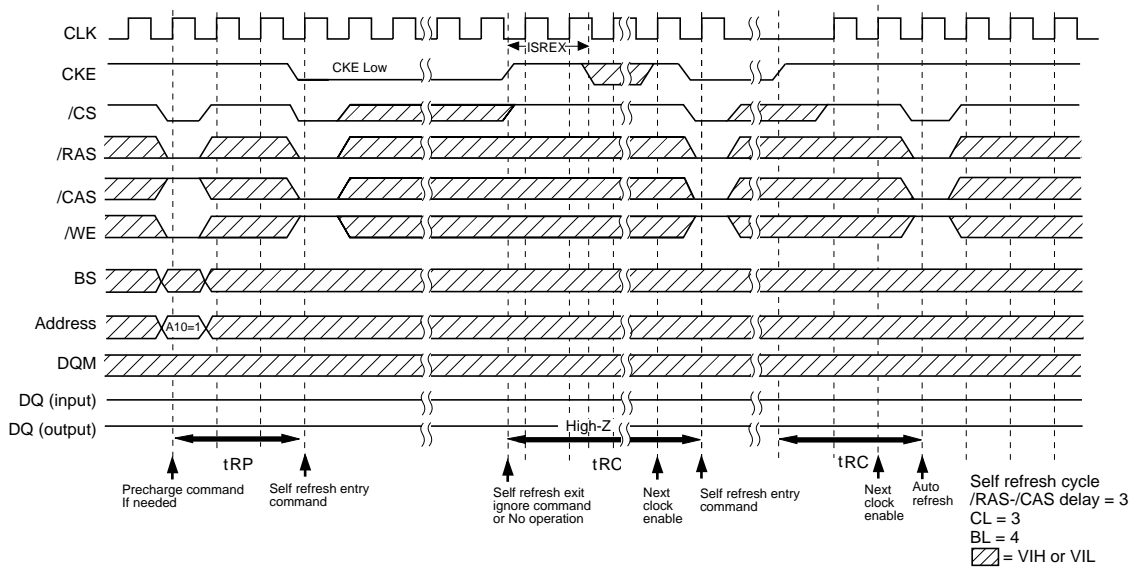 CLK
ISREX
CKE
CKE Low
/CS
/RAS
/CAS
/WE
BS
Address
A10=1
DQM
DQ (input)
DQ (output)
High-Z
tRP
tRC
tRC
Precharge command
If needed
Self refresh entry
command
Self refresh exit
ignore command
or No operation
Next
clock
enable
Self refresh entry
command
Next
clock
enable
Auto
refresh
Self refresh cycle
/RAS-/CAS delay = 3
CL = 3
BL = 4
= VIH or VIL